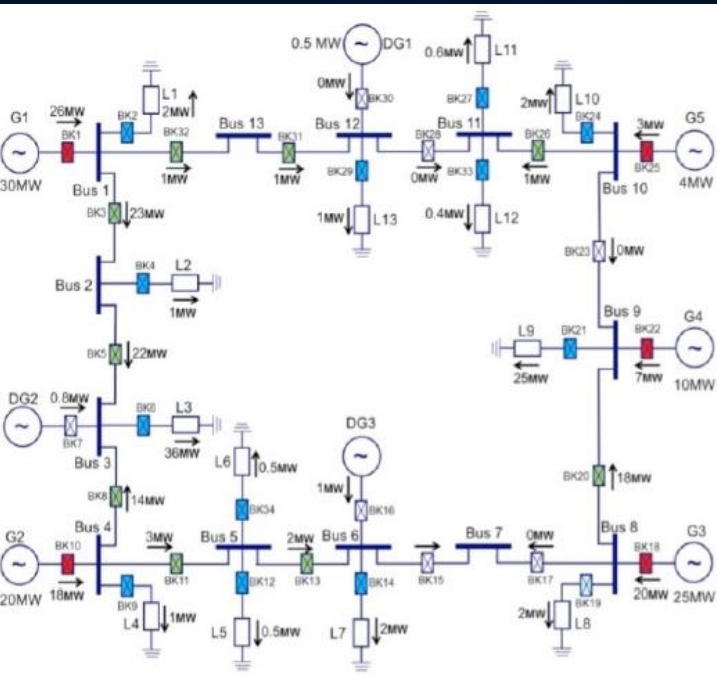 0.5 MW
~
DG1
0.6MW
L11
0MW
BK30
BK27
L1
2MW
L10
2MW
G1
26MW
BK1
BK2
BK32
Bus 13
BK31
Bus 12
BK28
Bus 11
BK26
BK24
3MW
G5
~
BK25
~
30MW
Bus 1
1MW
1MW
BK29
0MW
BK33
1MW
Bus 10
4MW
BK3
23MW
1MW
L13
0.4MW
L12
BK23
0MW
Bus 2
BK4
L2
1MW
Bus 9
G4
L9
BK21
BK22
~
BK5
22MW
25MW
7MW
10MW
DG2
0.8MW
~
BK7
BK6
L3
36MW
Bus 3
DG3
~
L6
0.5MW
BK8
14MW
1MW
BK16
BK20
18MW
BK34
G2
Bus 4
BK10
3MW
Bus 5
2MW
Bus 6
Bus 7
0MW
Bus 8
G3
BK18
~
~
BK11
BK13
BK15
BK17
20MW
18MW
BK9
BK12
BK14
BK19
20MW
25MW
L4
1MW
L5
0.5MW
L7
2MW
2MW
L8